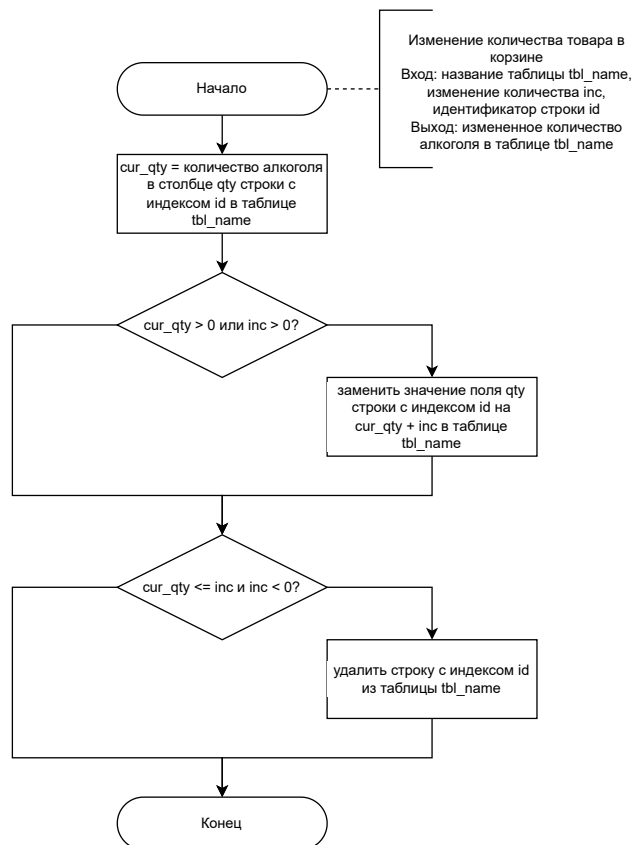 Изменение количества товара в
корзине
Вход: название таблицы tbl_name,
изменение количества inc,
идентификатор строки id
Выход: измененное количество
алкоголя в таблице tbl_name
Начало
cur_qty = количество алкоголя
в столбце qty строки с
индексом id в таблице
tbl_name
cur_qty > 0 или inc > 0?
заменить значение поля qty
строки с индексом id на
cur_qty + inc в таблице
tbl_name
cur_qty <= inc и inc < 0?
удалить строку с индексом id
из таблицы tbl_name
Конец